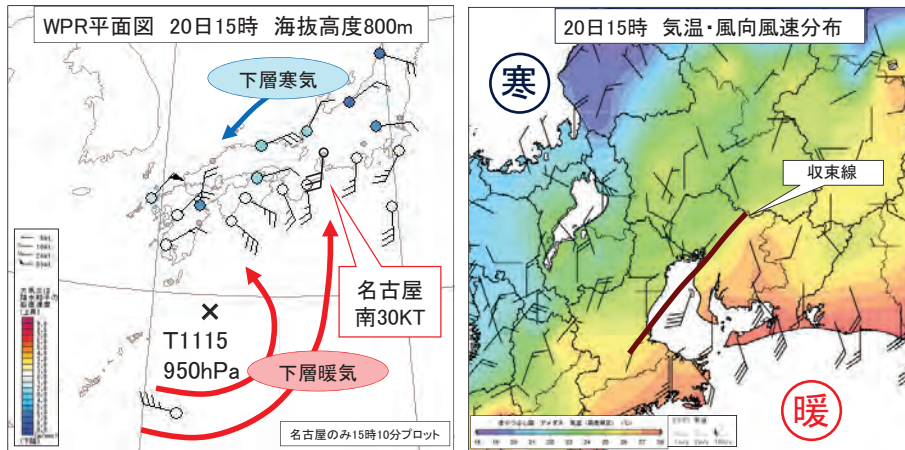 WPR平面図 20日15時 海抜高度800m
下層寒気
名古屋
南30KT
×
T1115
950hPa
下層暖気
名古屋のみ15時10分プロット
20日15時 気温・風向風速分布
寒
収束線
暖